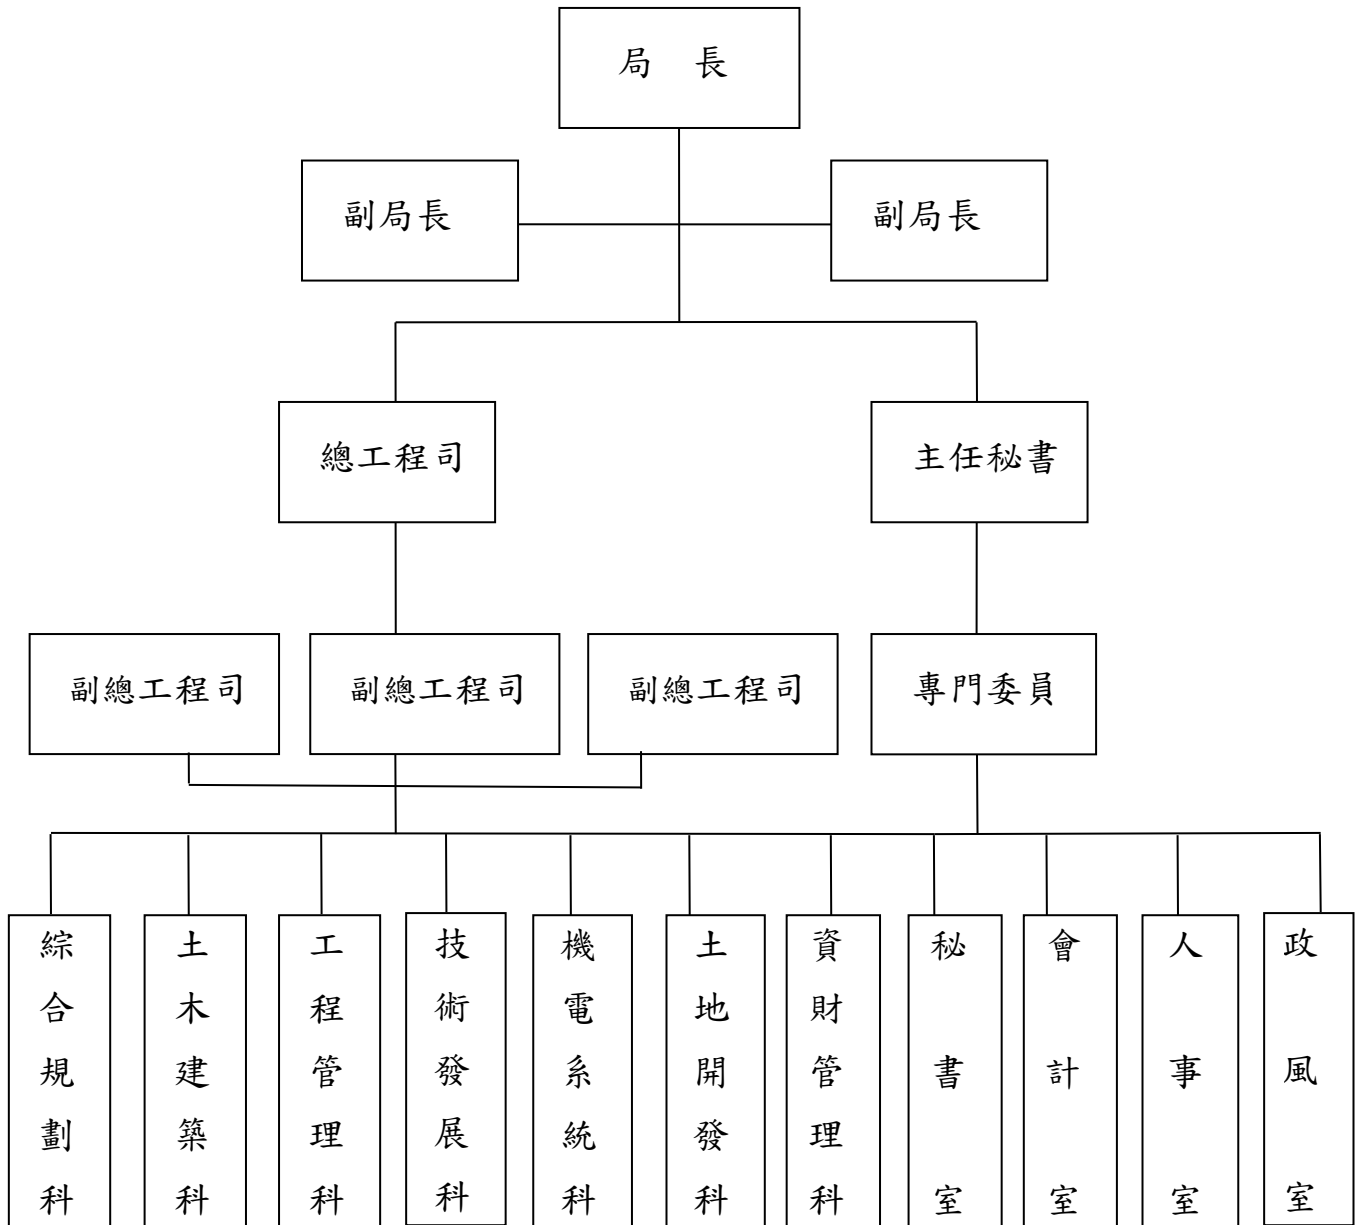 局 長
副局長
副局長
總工程司
主任秘書
副總工程司
副總工程司
副總工程司
專門委員
綜合規劃科
土木建築科
工程管理科
技術發展科
機電系統科
土地開發科
資財管理科
秘書室
會計室
人事室
政風室